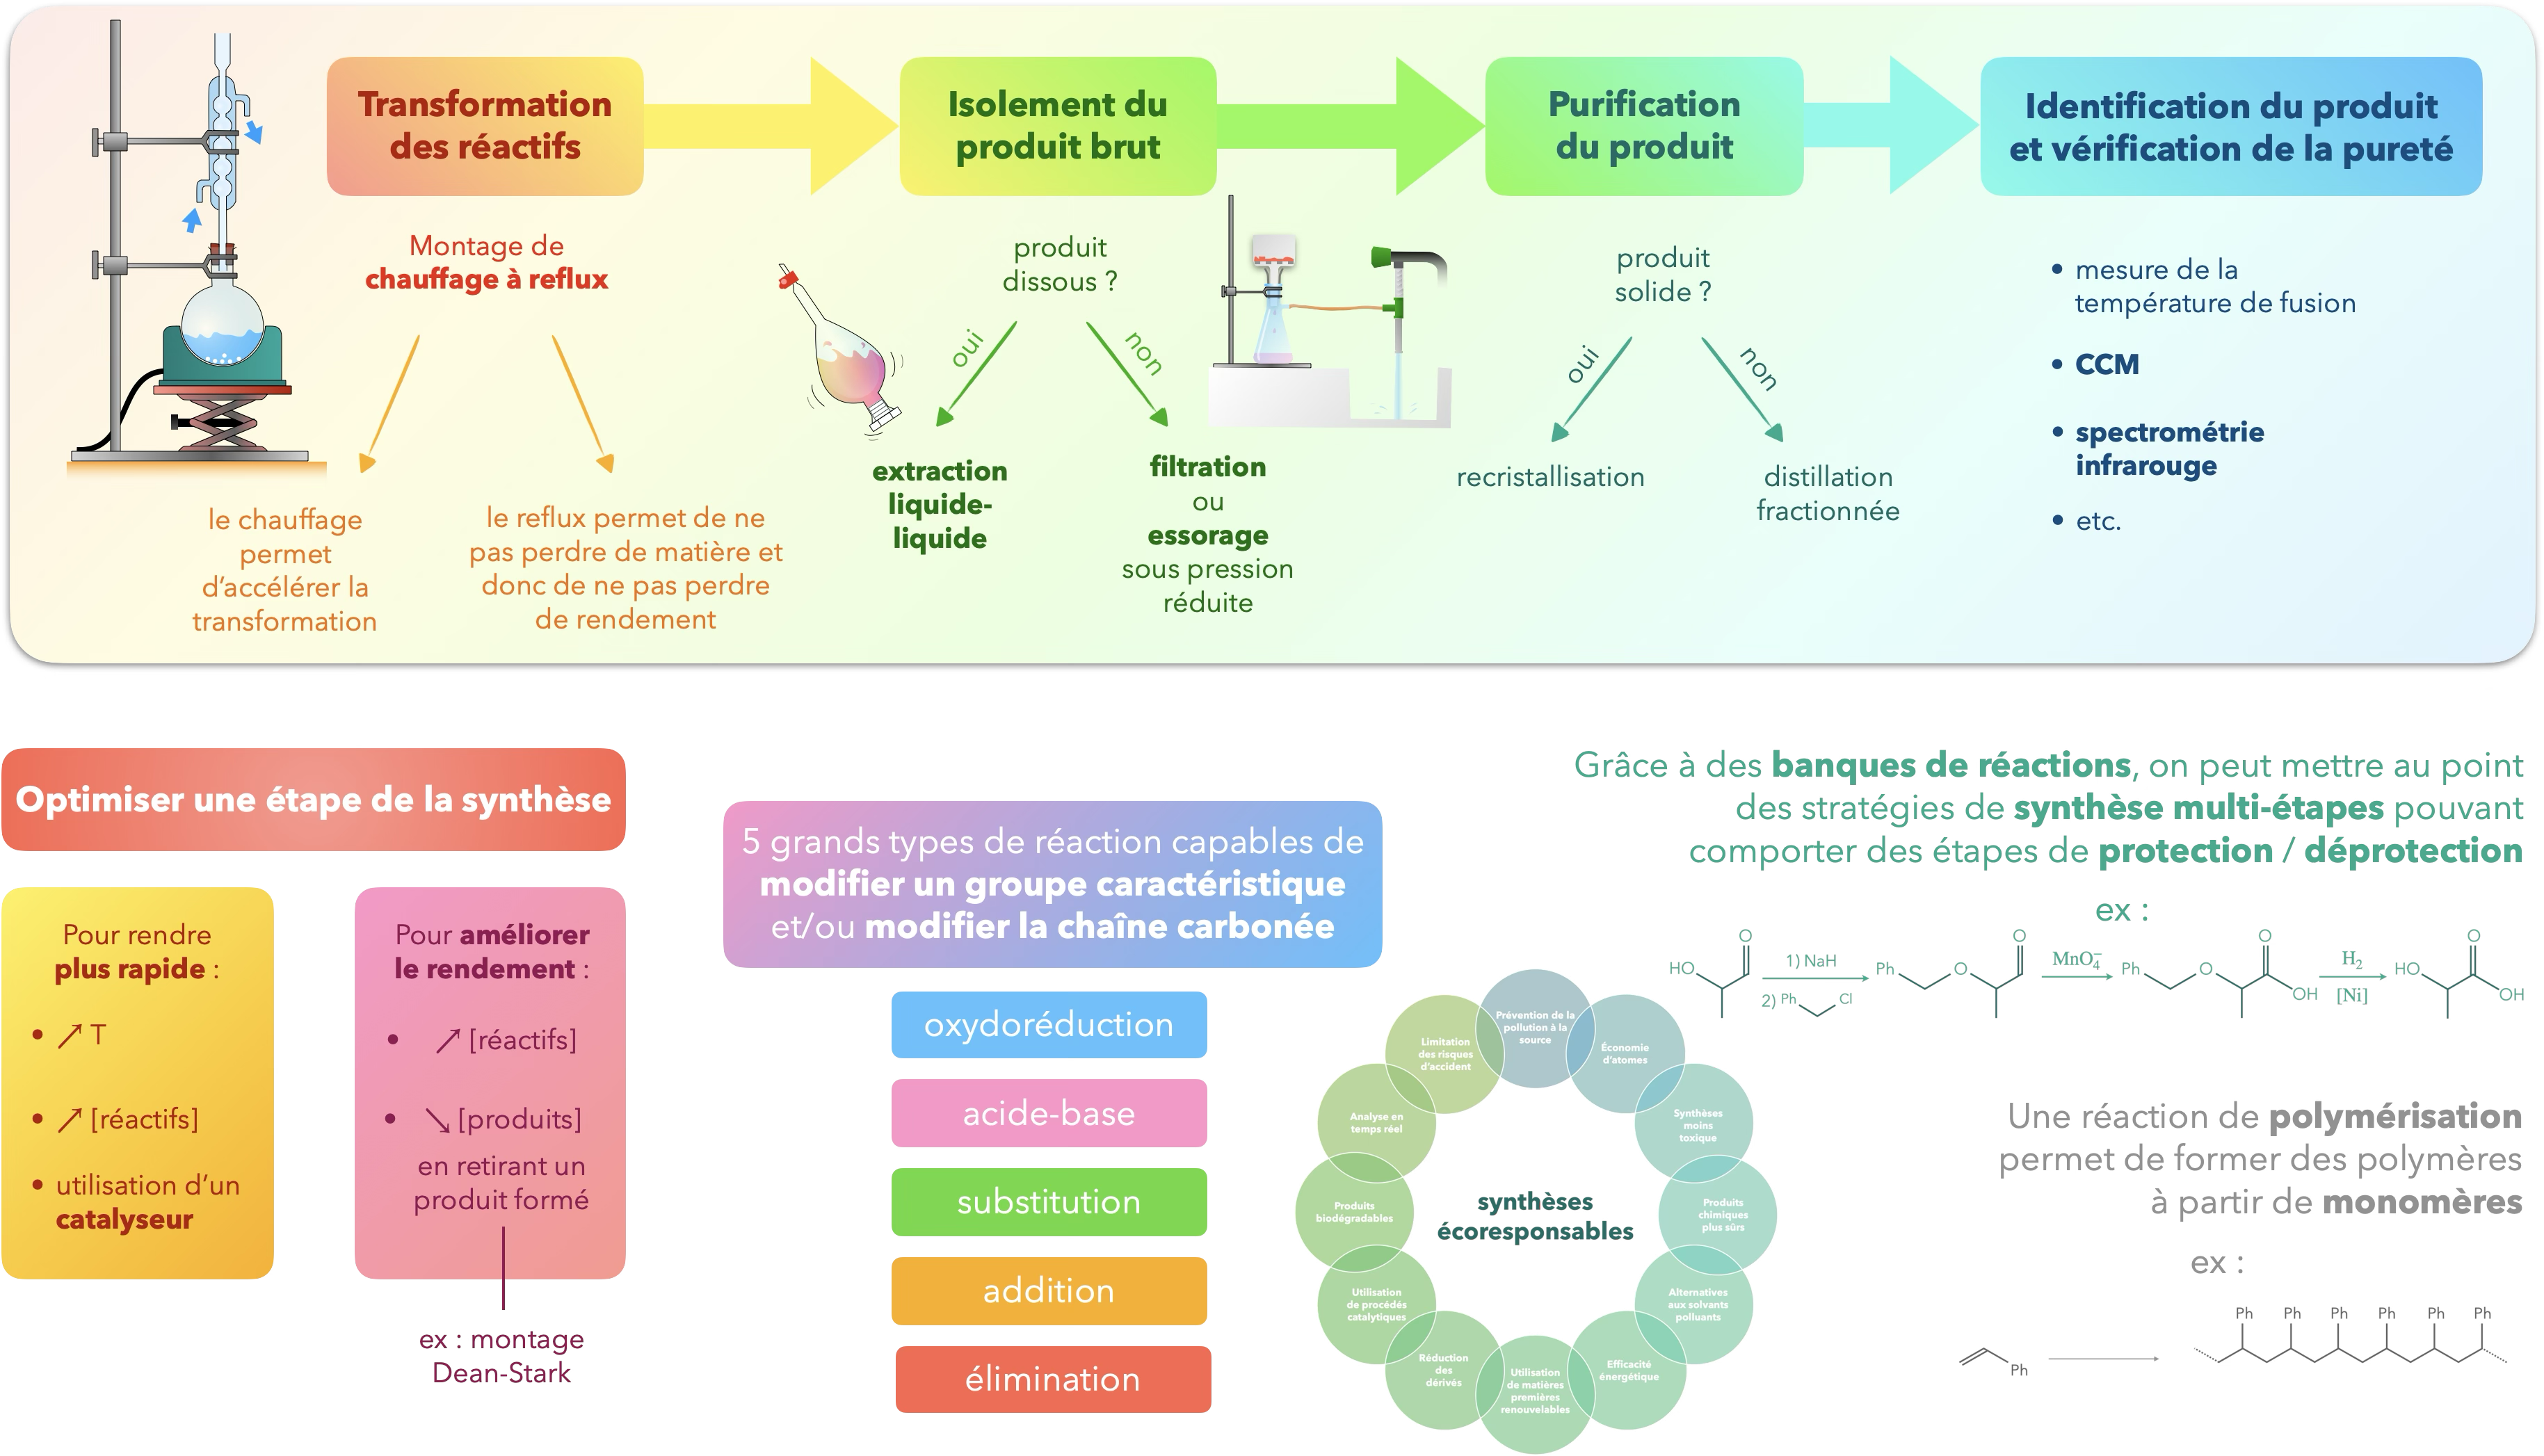 Transformation
des réactifs
Isolement du
produit brut
Purification
du produit
Identification du produit
et vérification de la pureté
Montage de
chauffage à reflux
le chauffage
permet
d’accélérer la
transformation
le reflux permet de ne
pas perdre de matière et
donc de ne pas perdre
de rendement
produit
dissous ?
oui
non
extraction
liquide-
liquide
filtration
ou
essorage
sous pression
réduite
produit
solide ?
oui
non
recristallisation
distillation
fractionnée
• mesure de la
température de fusion
• CCM
• spectrométrie
infrarouge
• etc.
Optimiser une étape de la synthèse
Pour rendre
plus rapide :
• ↗ T
• ↗ [réactifs]
• utilisation d’un
catalyseur
Pour améliorer
le rendement :
• ↗ [réactifs]
• ↘ [produits]
en retirant un
produit formé
ex : montage
Dean-Stark
5 grands types de réaction capables de
modifier un groupe caractéristique
et/ou modifier la chaîne carbonée
oxydoréduction
acide-base
substitution
addition
élimination
synthèses
écoresponsables
Prévention de la
pollution à la
source
Économie
d’atomes
Synthèses
moins
toxique
Produits
chimiques
plus sûrs
Alternatives
aux solvants
polluants
Efficacité
énergétique
Utilisation
de matières
premières
renouvelables
Réduction
des
dérivés
Utilisation
de procédés
catalytiques
Produits
biodégradables
Analyse en
temps réel
Limitation
des risques
d’accident
Grâce à des banques de réactions, on peut mettre au point
des stratégies de synthèse multi-étapes pouvant
comporter des étapes de protection / déprotection
ex :
HO
O
1) NaH
2) Ph Cl
Ph
O
O
MnO₄⁻
Ph
O
O
OH
H₂
[Ni]
HO
O
OH
Une réaction de polymérisation
permet de former des polymères
à partir de monomères
ex :
Ph
Ph Ph Ph Ph Ph Ph